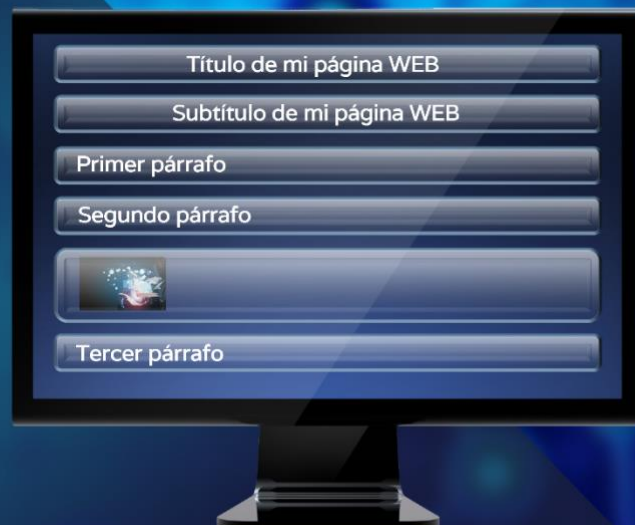 Título de mi página WEB
Subtítulo de mi página WEB
Primer párrafo
Segundo párrafo
Tercer párrafo